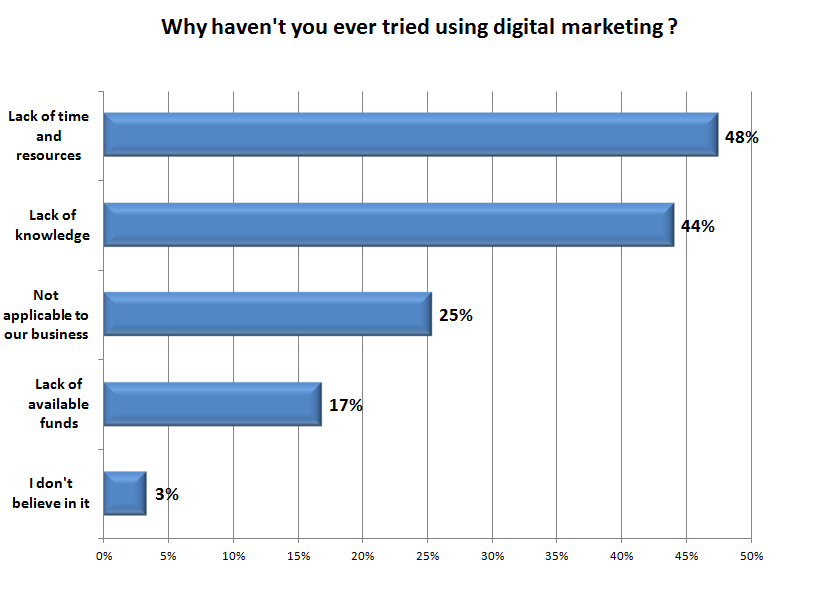 Why haven't you ever tried using digital marketing ?
Lack of time
and
resources
48%
Lack of
knowledge
44%
Not
applicable to
our business
25%
Lack of
available
funds
17%
I don't
believe in it
3%
0% 5% 10% 15% 20% 25% 30% 35% 40% 45% 50%